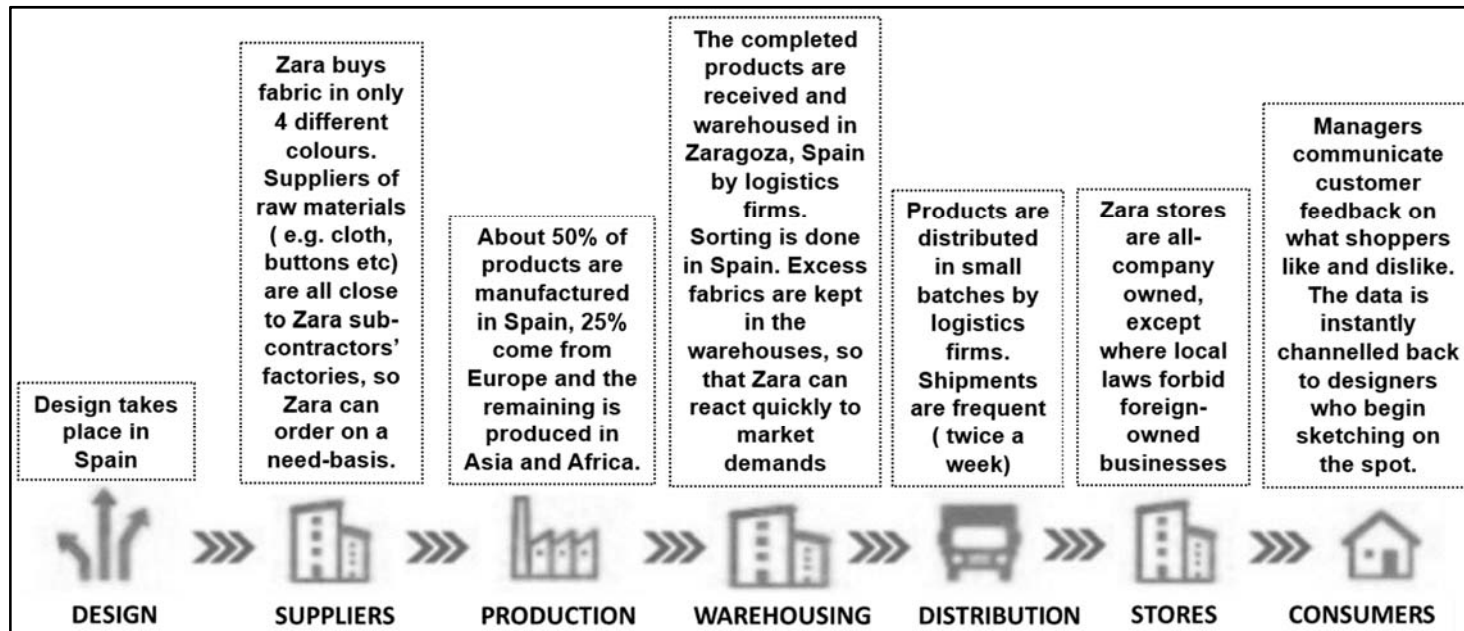 Design takes
place in
Spain
Zara buys
fabric in only
4 different
colours.
Suppliers of
raw materials
( e.g. cloth,
buttons etc)
are all close
to Zara sub-
contractors'
factories, so
Zara can
order on a
need-basis.
About 50% of
products are
manufactured
in Spain, 25%
come from
Europe and the
remaining is
produced in
Asia and Africa.
The completed
products are
received and
warehoused in
Zaragoza, Spain
by logistics
firms.
Sorting is done
in Spain. Excess
fabrics are kept
in the
warehouses, so
that Zara can
react quickly to
market
demands
Products are
distributed
in small
batches by
logistics
firms.
Shipments
are frequent
( twice a
week)
Zara stores
are all-
company
owned,
except
where local
laws forbid
foreign-
owned
businesses
Managers
communicate
customer
feedback on
what shoppers
like and dislike.
The data is
instantly
channelled back
to designers
who begin
sketching on
the spot.
DESIGN
SUPPLIERS
PRODUCTION
WAREHOUSING
DISTRIBUTION
STORES
CONSUMERS